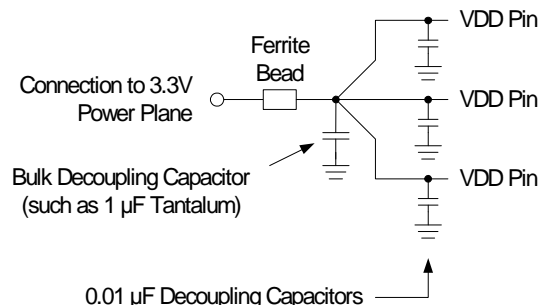 VDD Pin
Ferrite
Bead
Connection to 3.3V
Power Plane
VDD Pin
Bulk Decoupling Capacitor
(such as 1 µF Tantalum)
VDD Pin
0.01 µF Decoupling Capacitors